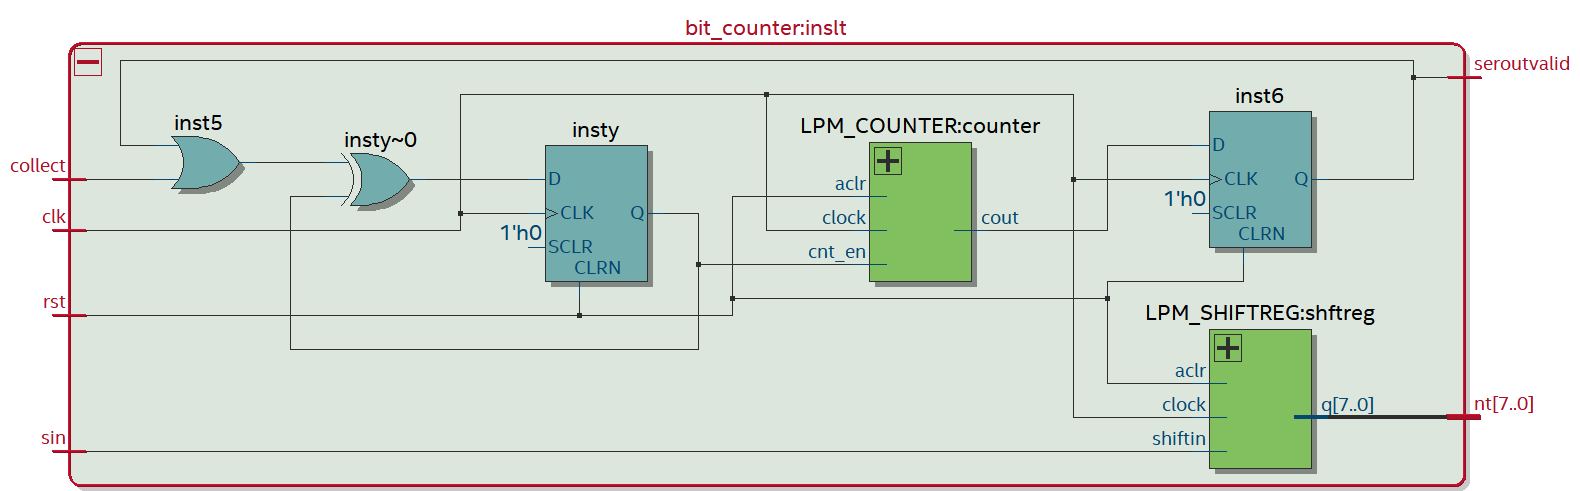 bit_counter:inslt
seroutvalid
inst6
inst5
LPM_COUNTER:counter
insty
insty~0
D
D
collect
CLK
Q
aclr
1'h0
SCLR
clk
CLK
Q
clock
cout
1'h0
CLRN
SCLR
cnt_en
CLRN
rst
LPM_SHIFTREG:shftreg
aclr
clock
q[7..0]
nt[7..0]
sin
shiftin